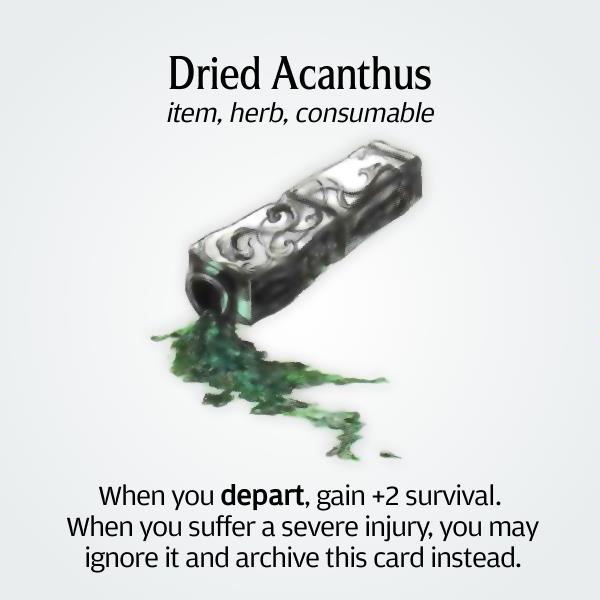 Dried Acanthus
item, herb, consumable
When you depart, gain +2 survival.
When you suffer a severe injury, you may
ignore it and archive this card instead.